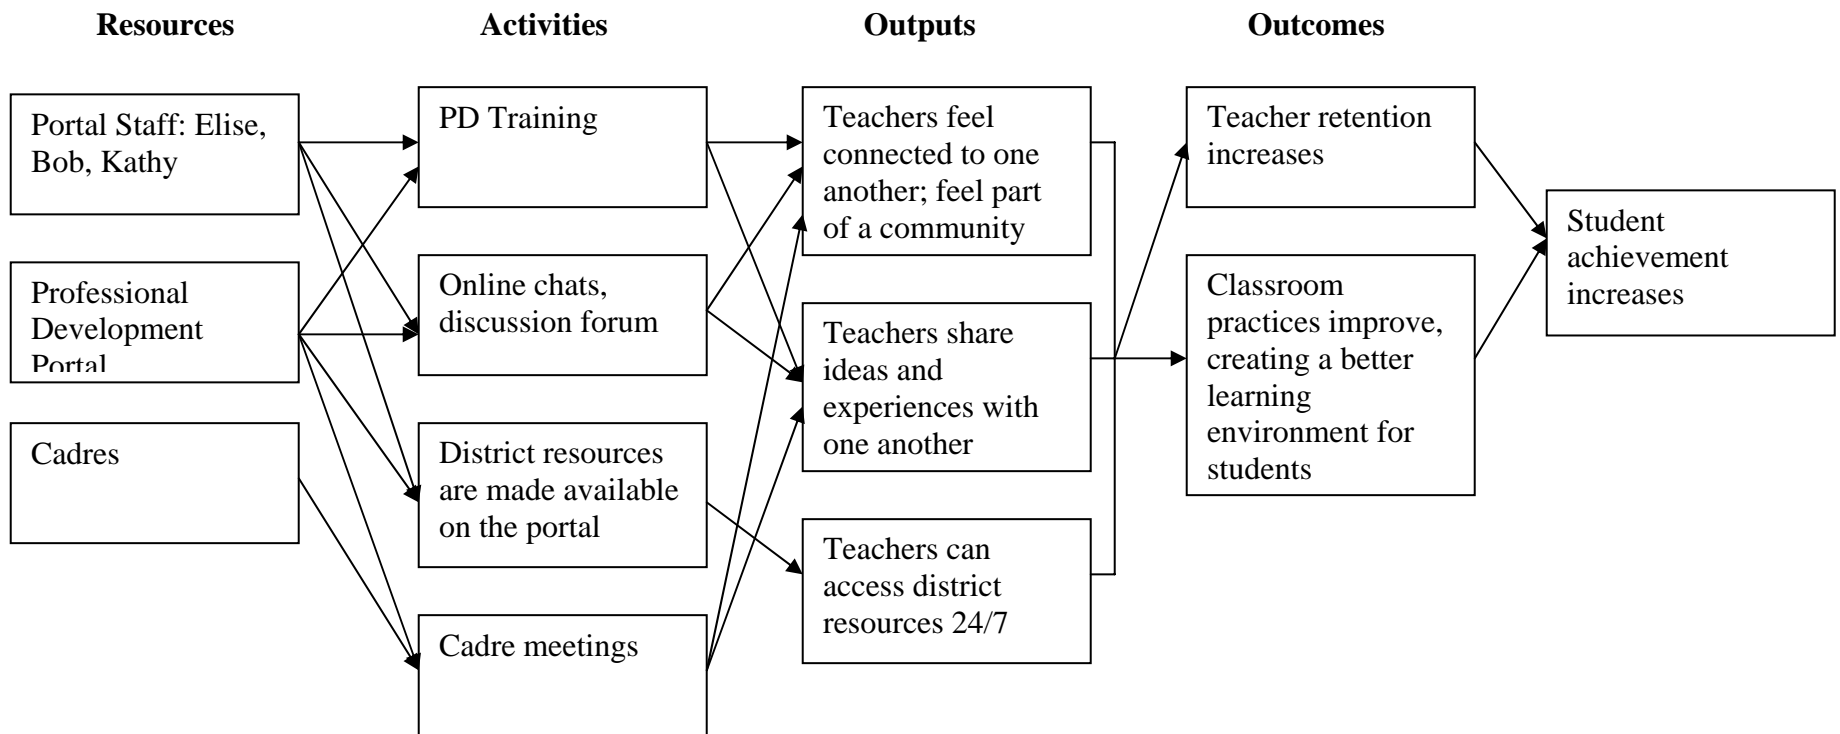 Resources
Activities
Outputs
Outcomes
Portal Staff: Elise,
Bob, Kathy
Professional
Development
Portal
Cadres
PD Training
Online chats,
discussion forum
District resources
are made available
on the portal
Cadre meetings
Teachers feel
connected to one
another; feel part
of a community
Teachers share
ideas and
experiences with
one another
Teachers can
access district
resources 24/7
Teacher retention
increases
Classroom
practices improve,
creating a better
learning
environment for
students
Student
achievement
increases